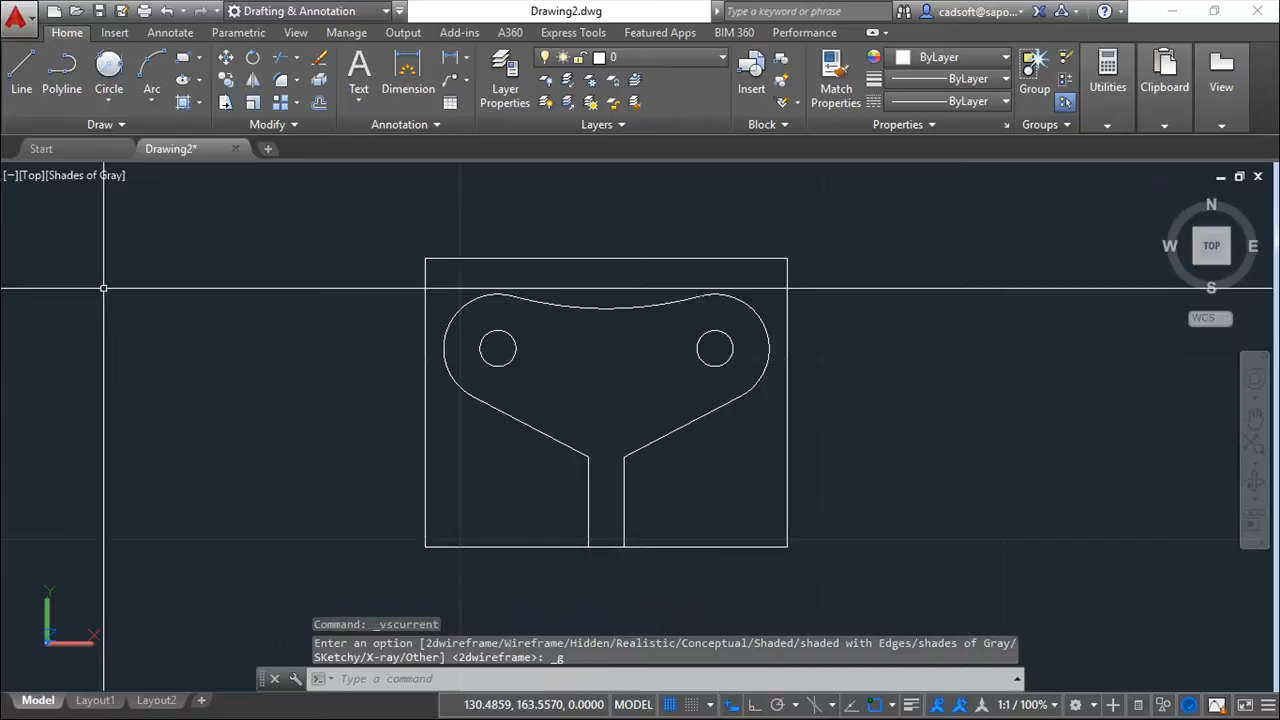 Drafting & Annotation
Drawing2.dwg
Type a keyword or phrase
cadsoft@sapo...
Home Insert Annotate Parametric View Manage Output Add-ins A360 Express Tools Featured Apps BIM 360 Performance
0
ByLayer
ByLayer
ByLayer
Line Polyline Circle Arc Text Dimension Layer Properties Insert Match Properties Group Utilities Clipboard View
Draw Modify Annotation Layers Block Properties Groups
Start Drawing2*
[−][Top][Shades of Gray]
N
W TOP E
S
WCS
Y
X
Z
Command: _vscurrent
Enter an option [2dwireframe/Wireframe/Hidden/Realistic/Conceptual/Shaded/shaded with Edges/shades of Gray/
SKetchy/X-ray/Other] <2dwireframe>: _g
Type a command
Model Layout1 Layout2 + 130.4859, 163.5570, 0.0000 MODEL 1:1 / 100%